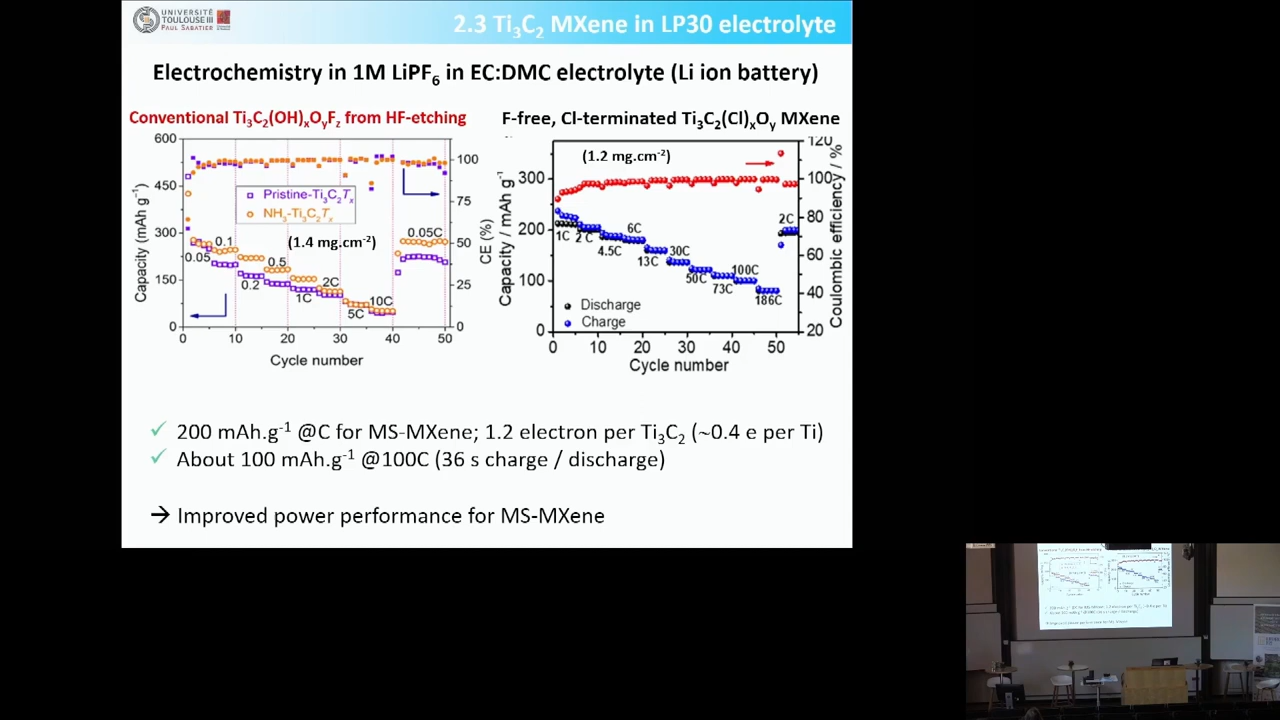 UNIVERSITÉ
TOULOUSE III
PAUL SABATIER
2.3 Ti3C2 MXene in LP30 electrolyte
Electrochemistry in 1M LiPF6 in EC:DMC electrolyte (Li ion battery)
Conventional Ti3C2(OH)xOyFz from HF-etching
600
450
300
150
0
Capacity (mAh g-1)
100
75
50
25
0
CE (%)
Pristine-Ti3C2Tx
NH3-Ti3C2Tx
(1.4 mg.cm-2)
0.05
0.1
0.2
0.5
1C
2C
5C
10C
0.05C
0 10 20 30 40 50
Cycle number
F-free, Cl-terminated Ti3C2(Cl)xOy MXene
(1.2 mg.cm-2)
300
200
100
0
Capacity / mAh g-1
120
100
80
60
40
20
Coulombic efficiency / %
1C
2 C
4.5C
6C
13C
30C
50C
73C
100C
186C
2C
Discharge
Charge
0 10 20 30 40 50
Cycle number
✓ 200 mAh.g-1 @C for MS-MXene; 1.2 electron per Ti3C2 (~0.4 e per Ti)
✓ About 100 mAh.g-1 @100C (36 s charge / discharge)
→ Improved power performance for MS-MXene